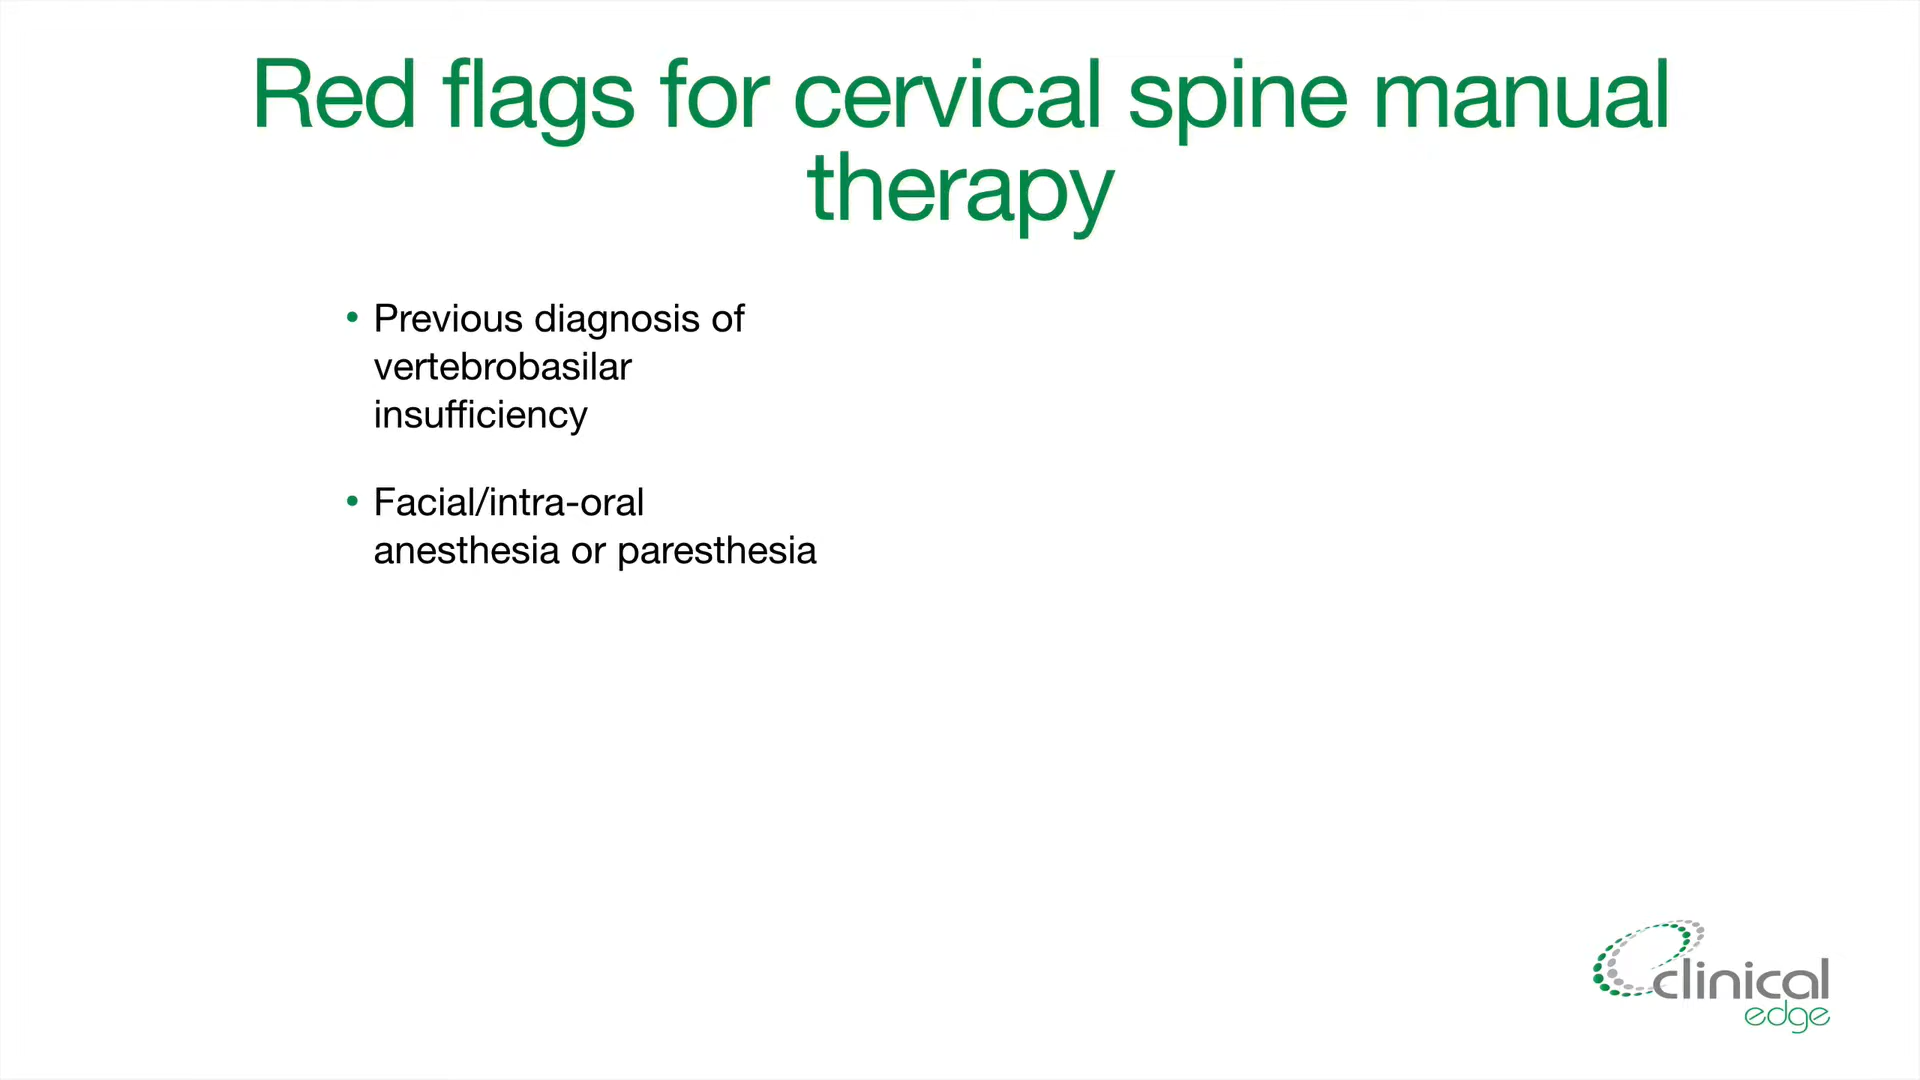 Red flags for cervical spine manual
therapy
• Previous diagnosis of
vertebrobasilar
insufficiency
• Facial/intra-oral
anesthesia or paresthesia
clinical
edge